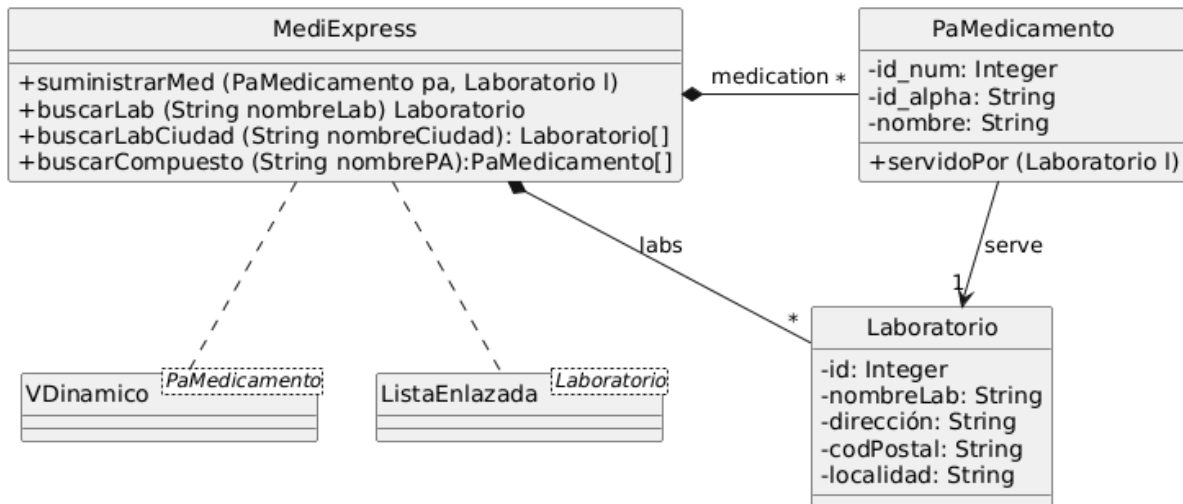 MediExpress
+suministrarMed (PaMedicamento pa, Laboratorio l)
+buscarLab (String nombreLab) Laboratorio
+buscarLabCiudad (String nombreCiudad): Laboratorio[]
+buscarCompuesto (String nombrePA):PaMedicamento[]
medication *
PaMedicamento
-id_num: Integer
-id_alpha: String
-nombre: String
+servidoPor (Laboratorio l)
labs
*
serve
1
VDinamico
PaMedicamento
ListaEnlazada
Laboratorio
Laboratorio
-id: Integer
-nombreLab: String
-dirección: String
-codPostal: String
-localidad: String